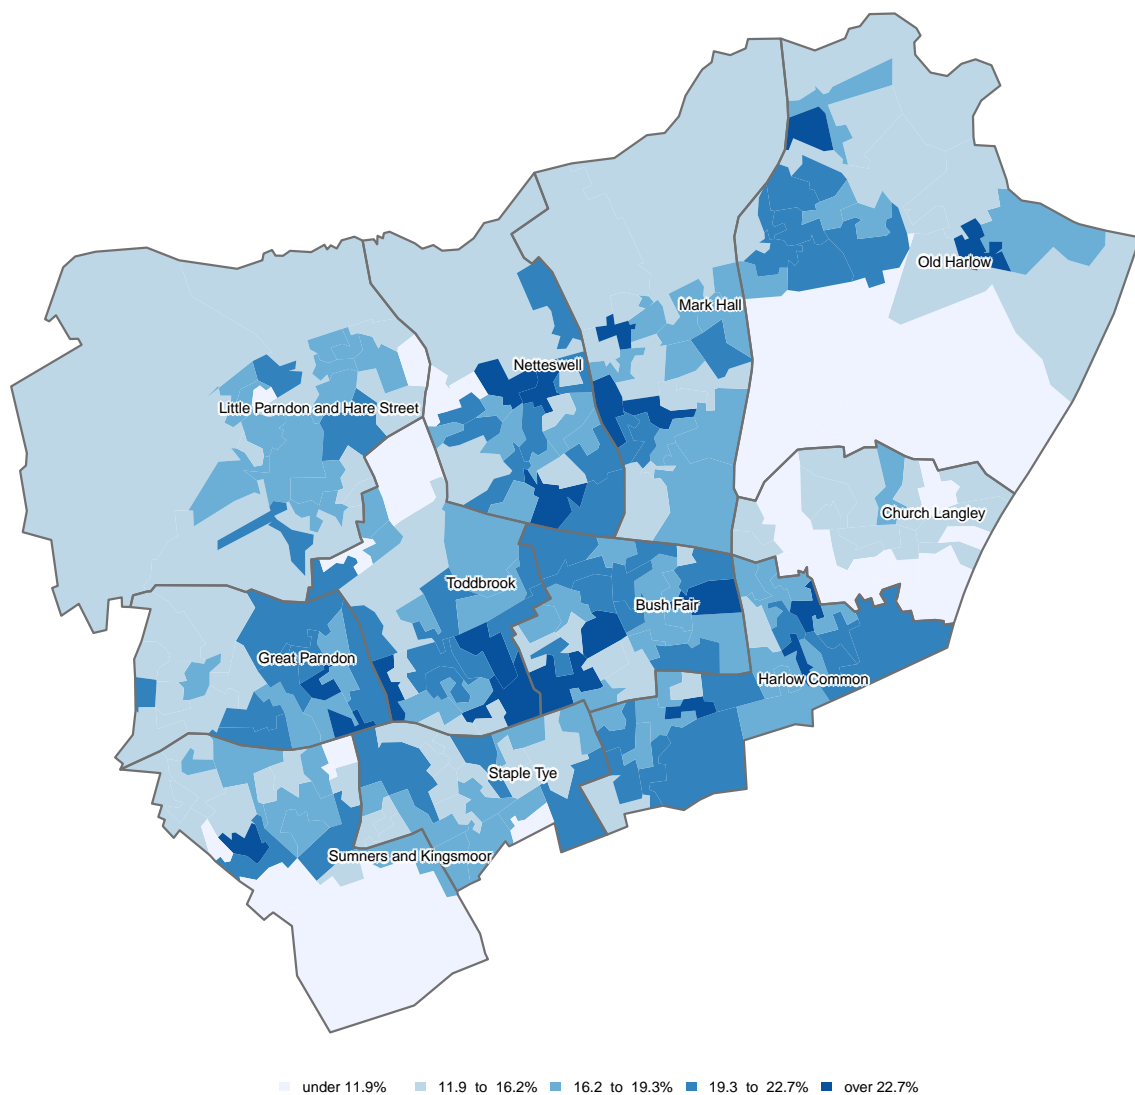 Old Harlow
Mark Hall
Netteswell
Little Parndon and Hare Street
Church Langley
Toddbrook
Bush Fair
Great Parndon
Harlow Common
Staple Tye
Sumners and Kingsmoor
under 11.9% 11.9 to 16.2% 16.2 to 19.3% 19.3 to 22.7% over 22.7%